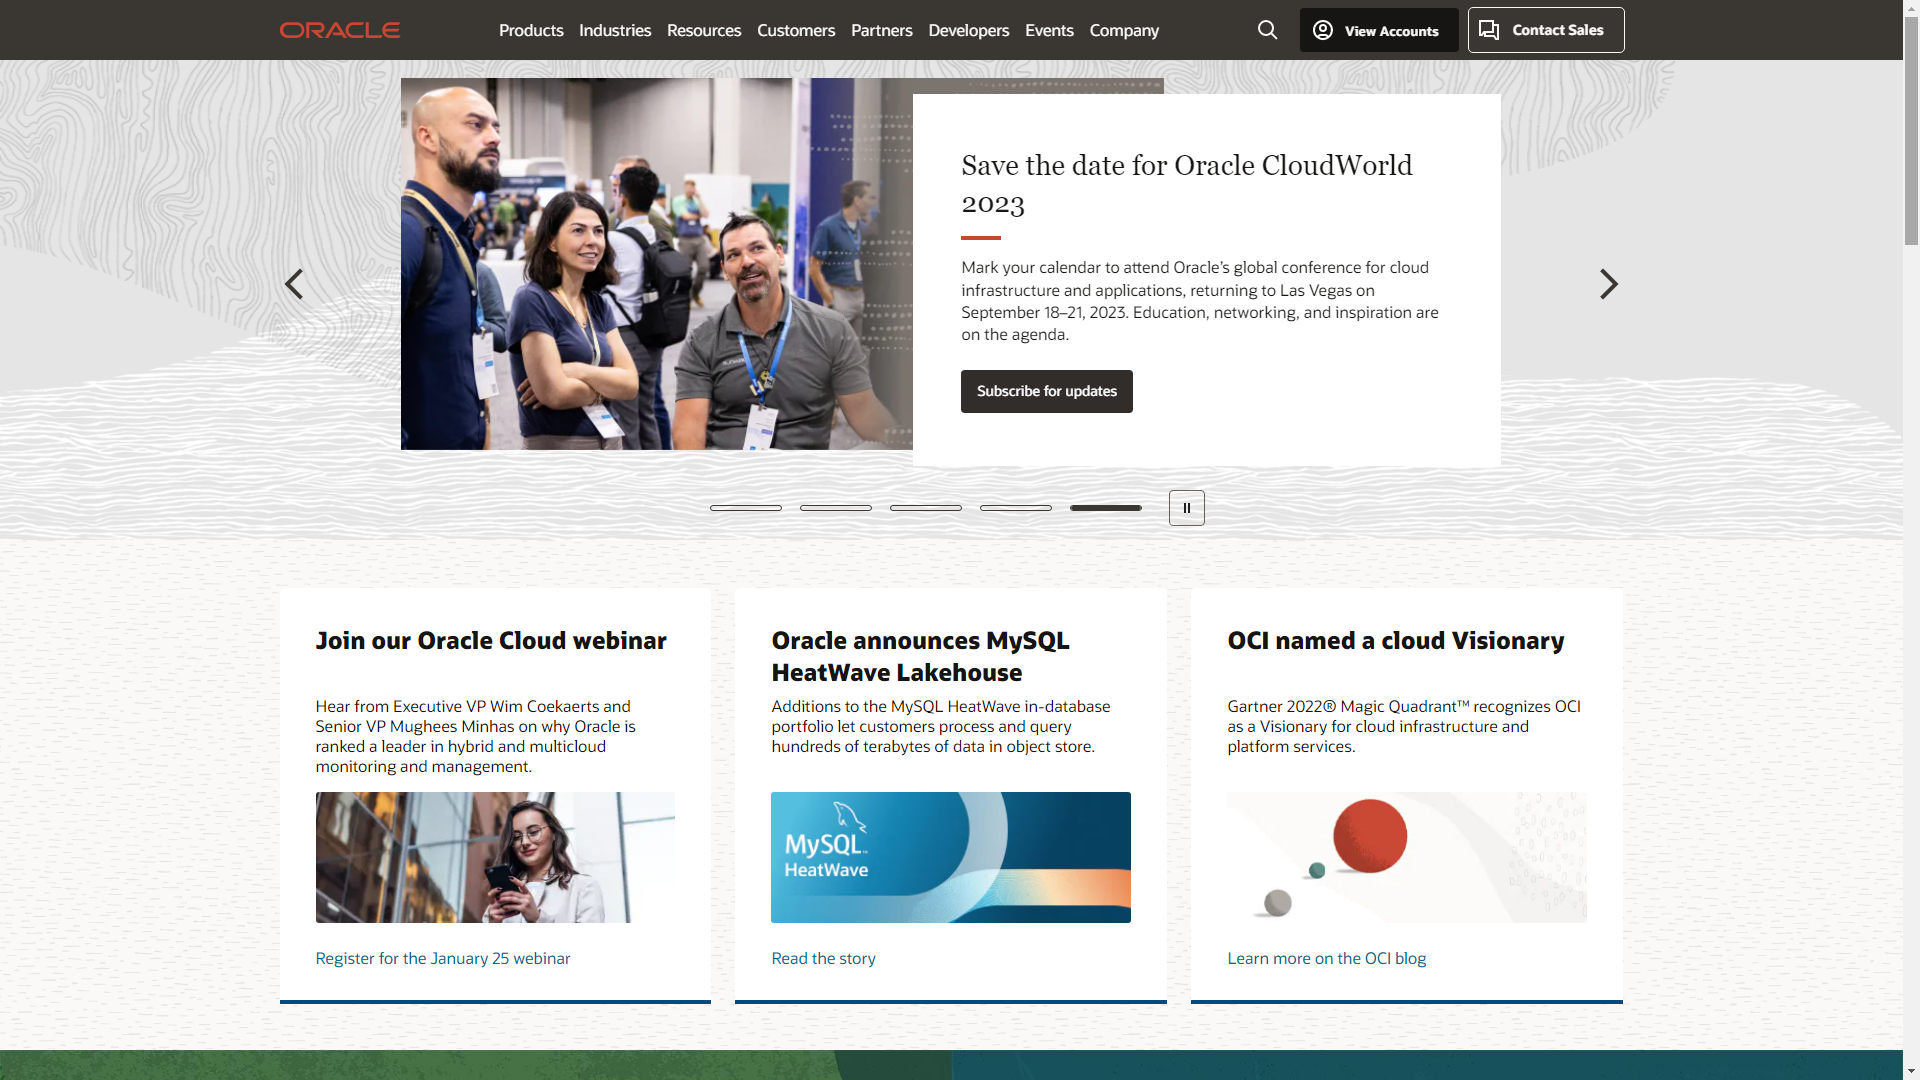 ORACLE
Products Industries Resources Customers Partners Developers Events Company
View Accounts
Contact Sales
Save the date for Oracle CloudWorld
2023
Mark your calendar to attend Oracle’s global conference for cloud
infrastructure and applications, returning to Las Vegas on
September 18–21, 2023. Education, networking, and inspiration are
on the agenda.
Subscribe for updates
Join our Oracle Cloud webinar
Hear from Executive VP Wim Coekaerts and
Senior VP Mughees Minhas on why Oracle is
ranked a leader in hybrid and multicloud
monitoring and management.
Register for the January 25 webinar
Oracle announces MySQL
HeatWave Lakehouse
Additions to the MySQL HeatWave in-database
portfolio let customers process and query
hundreds of terabytes of data in object store.
MySQL™
HeatWave
Read the story
OCI named a cloud Visionary
Gartner 2022® Magic Quadrant™ recognizes OCI
as a Visionary for cloud infrastructure and
platform services.
Learn more on the OCI blog